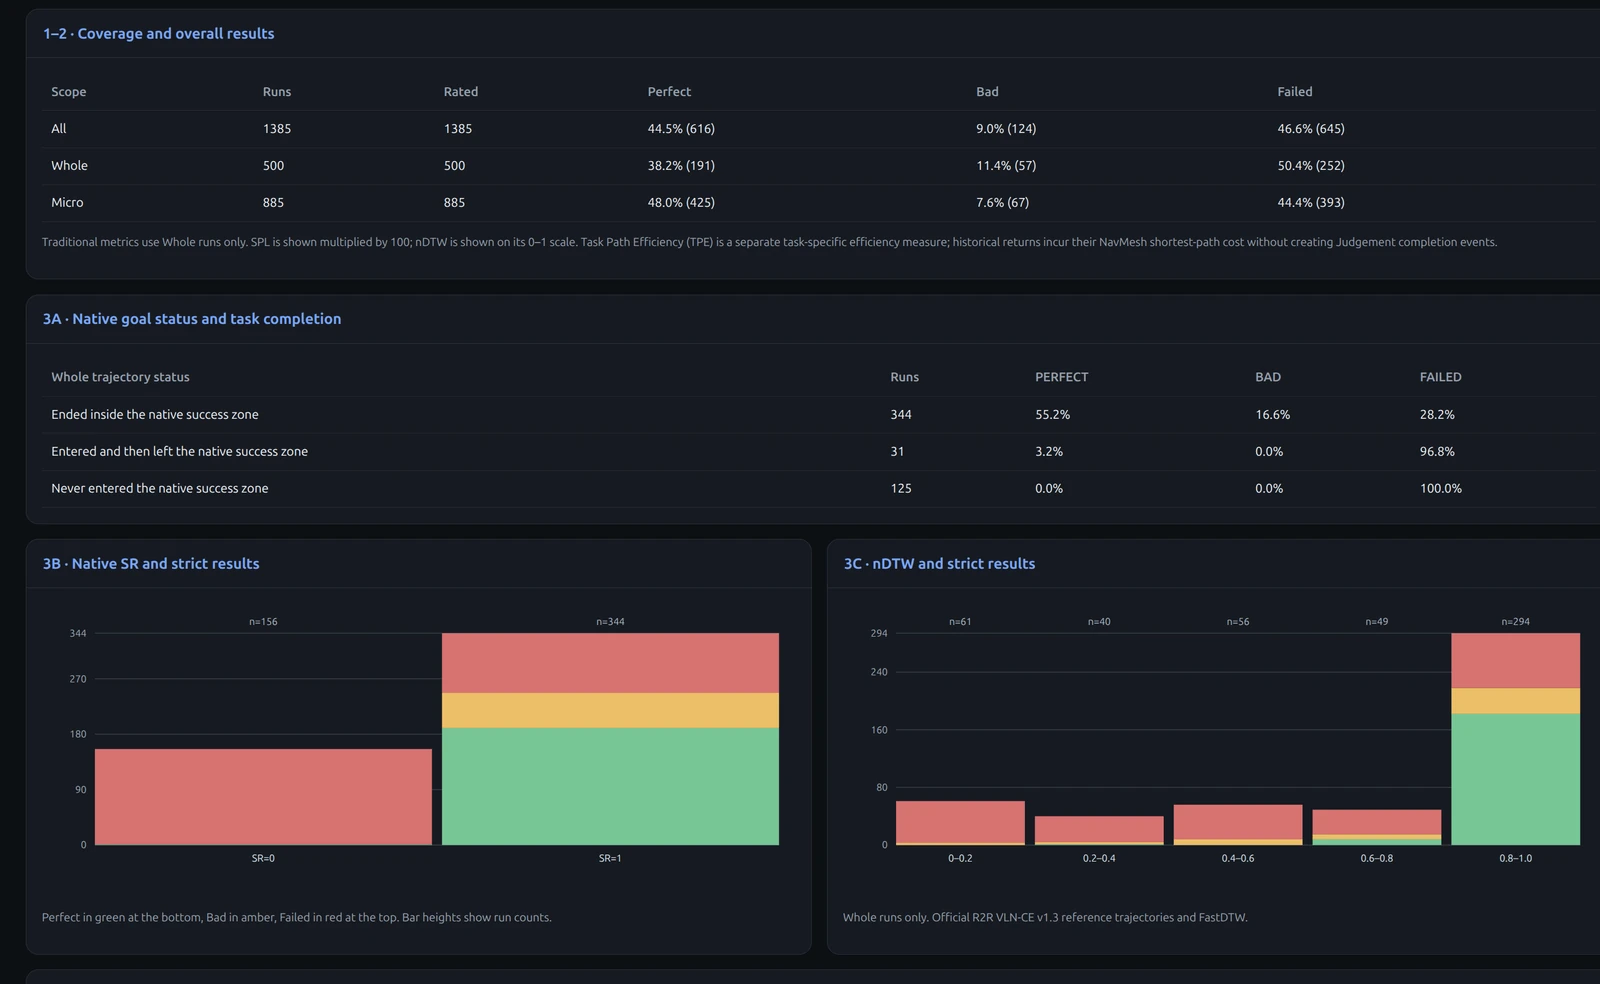 1–2 · Coverage and overall results
Scope Runs Rated Perfect Bad Failed
All 1385 1385 44.5% (616) 9.0% (124) 46.6% (645)
Whole 500 500 38.2% (191) 11.4% (57) 50.4% (252)
Micro 885 885 48.0% (425) 7.6% (67) 44.4% (393)
Traditional metrics use Whole runs only. SPL is shown multiplied by 100; nDTW is shown on its 0–1 scale. Task Path Efficiency (TPE) is a separate task-specific efficiency measure; historical returns incur their NavMesh shortest-path cost without creating Judgement completion events.
3A · Native goal status and task completion
Whole trajectory status Runs PERFECT BAD FAILED
Ended inside the native success zone 344 55.2% 16.6% 28.2%
Entered and then left the native success zone 31 3.2% 0.0% 96.8%
Never entered the native success zone 125 0.0% 0.0% 100.0%
3B · Native SR and strict results
n=156 n=344
344
270
180
90
0
SR=0 SR=1
Perfect in green at the bottom, Bad in amber, Failed in red at the top. Bar heights show run counts.
3C · nDTW and strict results
n=61 n=40 n=56 n=49 n=294
294
240
160
80
0
0–0.2 0.2–0.4 0.4–0.6 0.6–0.8 0.8–1.0
Whole runs only. Official R2R VLN-CE v1.3 reference trajectories and FastDTW.